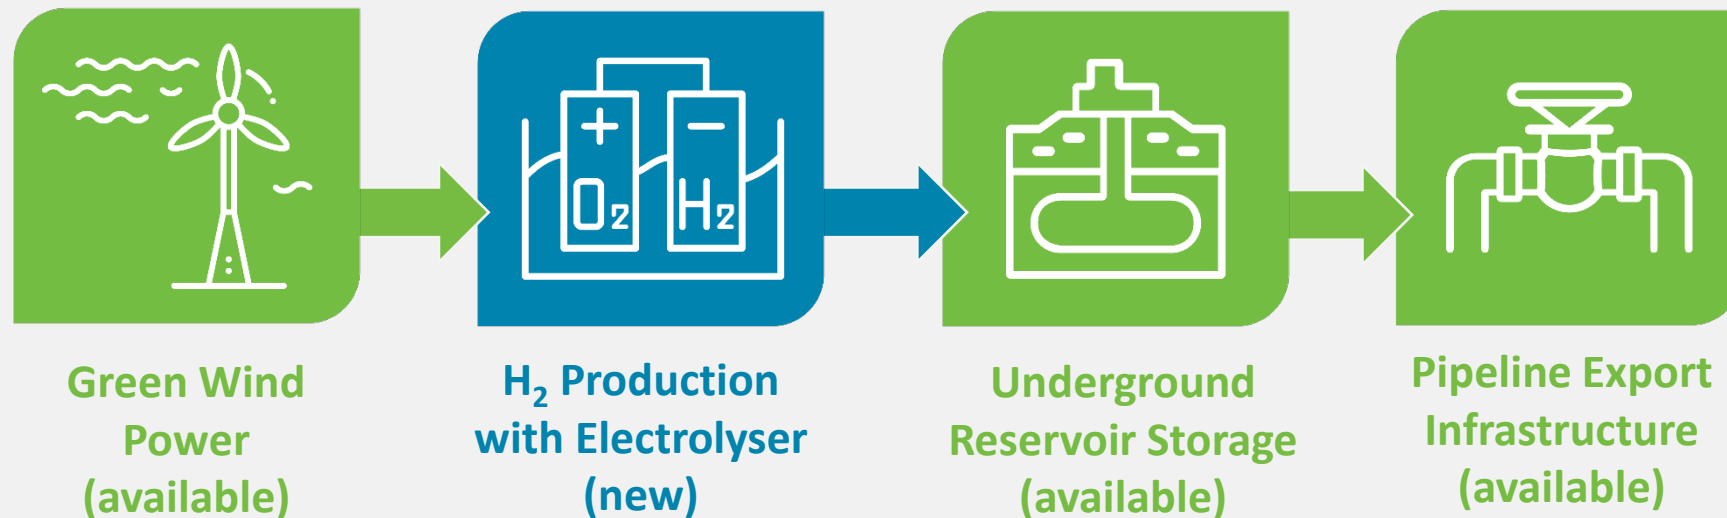 +
−
O₂
H₂
Green Wind
Power
(available)
H₂ Production
with Electrolyser
(new)
Underground
Reservoir Storage
(available)
Pipeline Export
Infrastructure
(available)